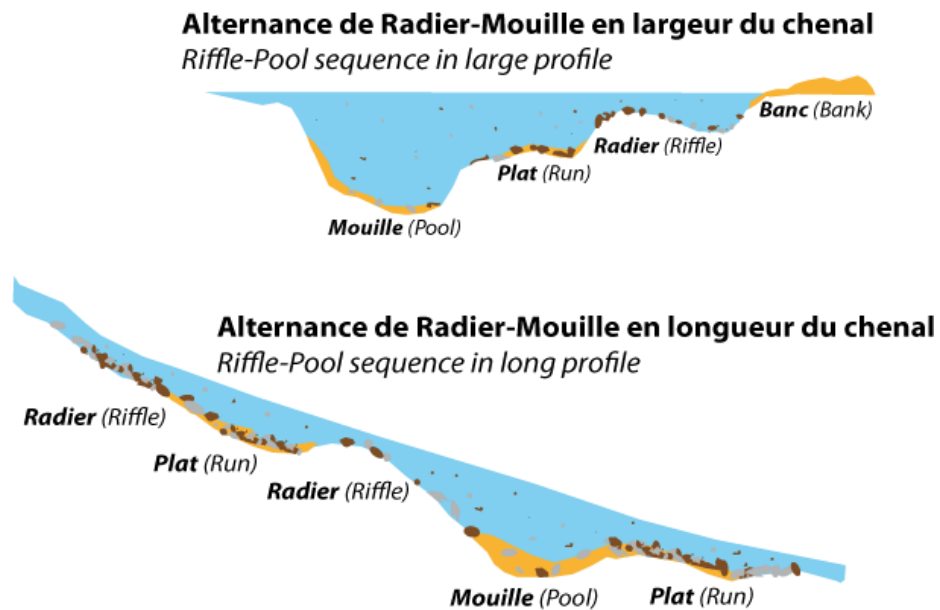 Alternance de Radier-Mouille en largeur du chenal
Riffle-Pool sequence in large profile
Banc (Bank)
Radier (Riffle)
Plat (Run)
Mouille (Pool)
Alternance de Radier-Mouille en longueur du chenal
Riffle-Pool sequence in long profile
Radier (Riffle)
Plat (Run)
Radier (Riffle)
Mouille (Pool)
Plat (Run)